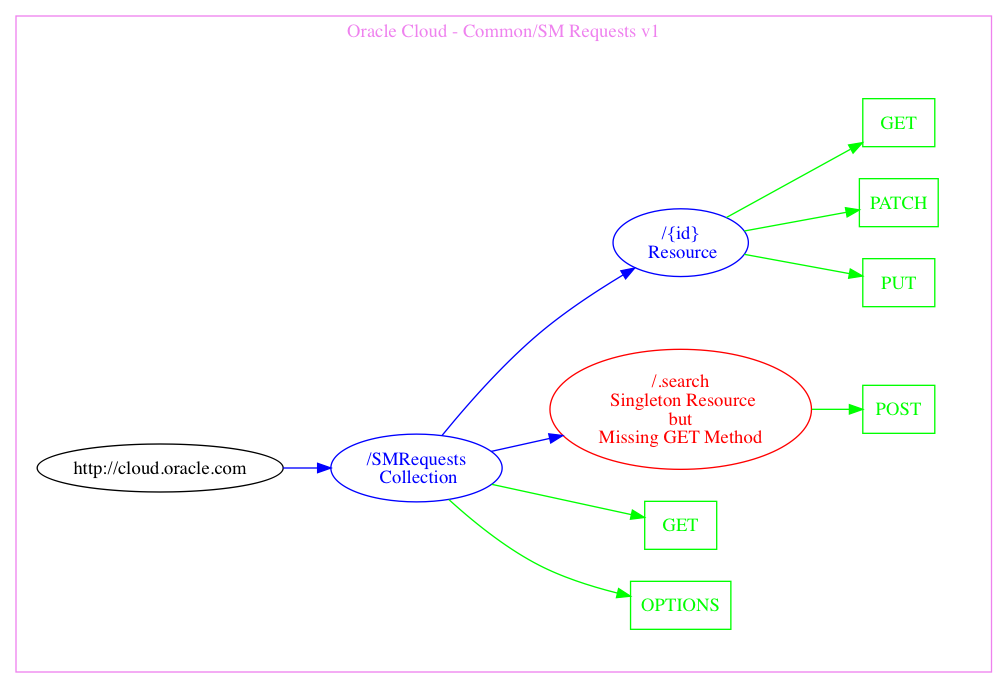 Oracle Cloud - Common/SM Requests v1
GET
PATCH
/{id}
Resource
PUT
/.search
Singleton Resource
but
Missing GET Method
POST
http://cloud.oracle.com
/SMRequests
Collection
GET
OPTIONS